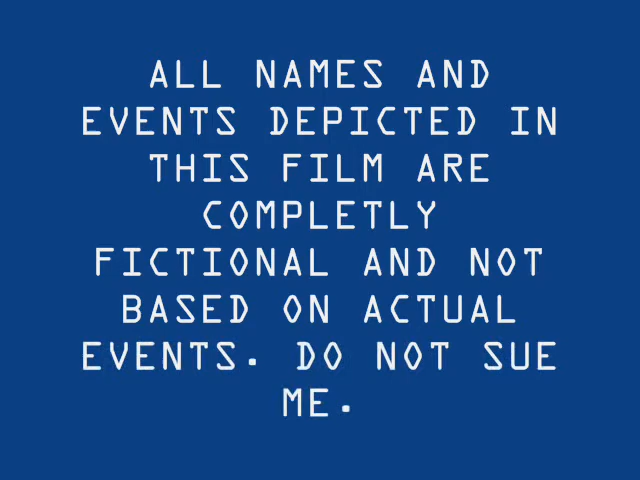 ALL NAMES AND
EVENTS DEPICTED IN
THIS FILM ARE
COMPLETLY
FICTIONAL AND NOT
BASED ON ACTUAL
EVENTS. DO NOT SUE
ME.